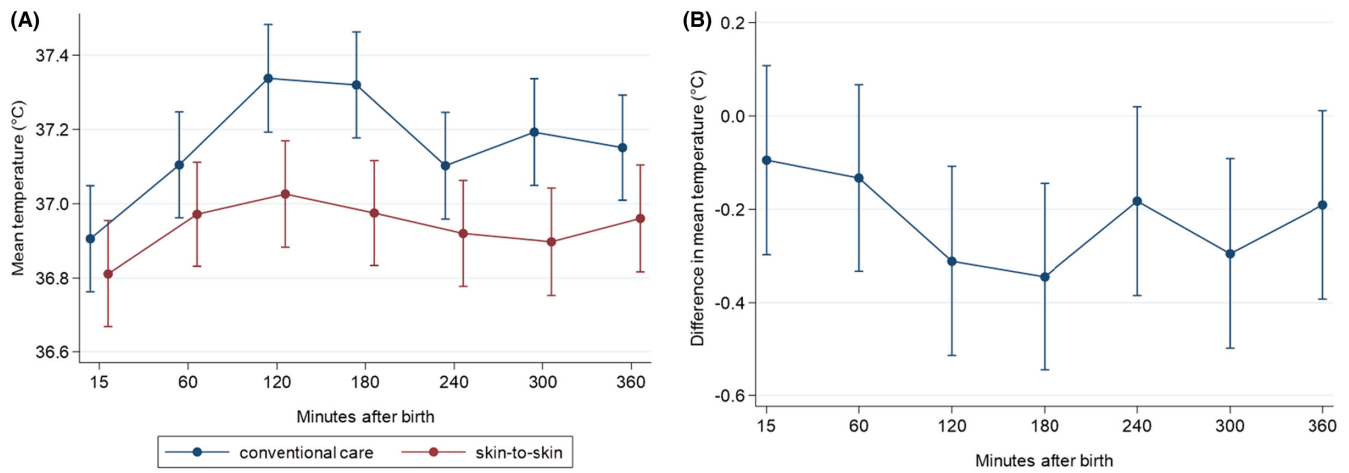 (A)
Mean temperature (°C)
37.4
37.2
37.0
36.8
36.6
15 60 120 180 240 300 360
Minutes after birth
conventional care skin-to-skin
(B)
Difference in mean temperature (°C)
0.2
0.0
-0.2
-0.4
-0.6
15 60 120 180 240 300 360
Minutes after birth